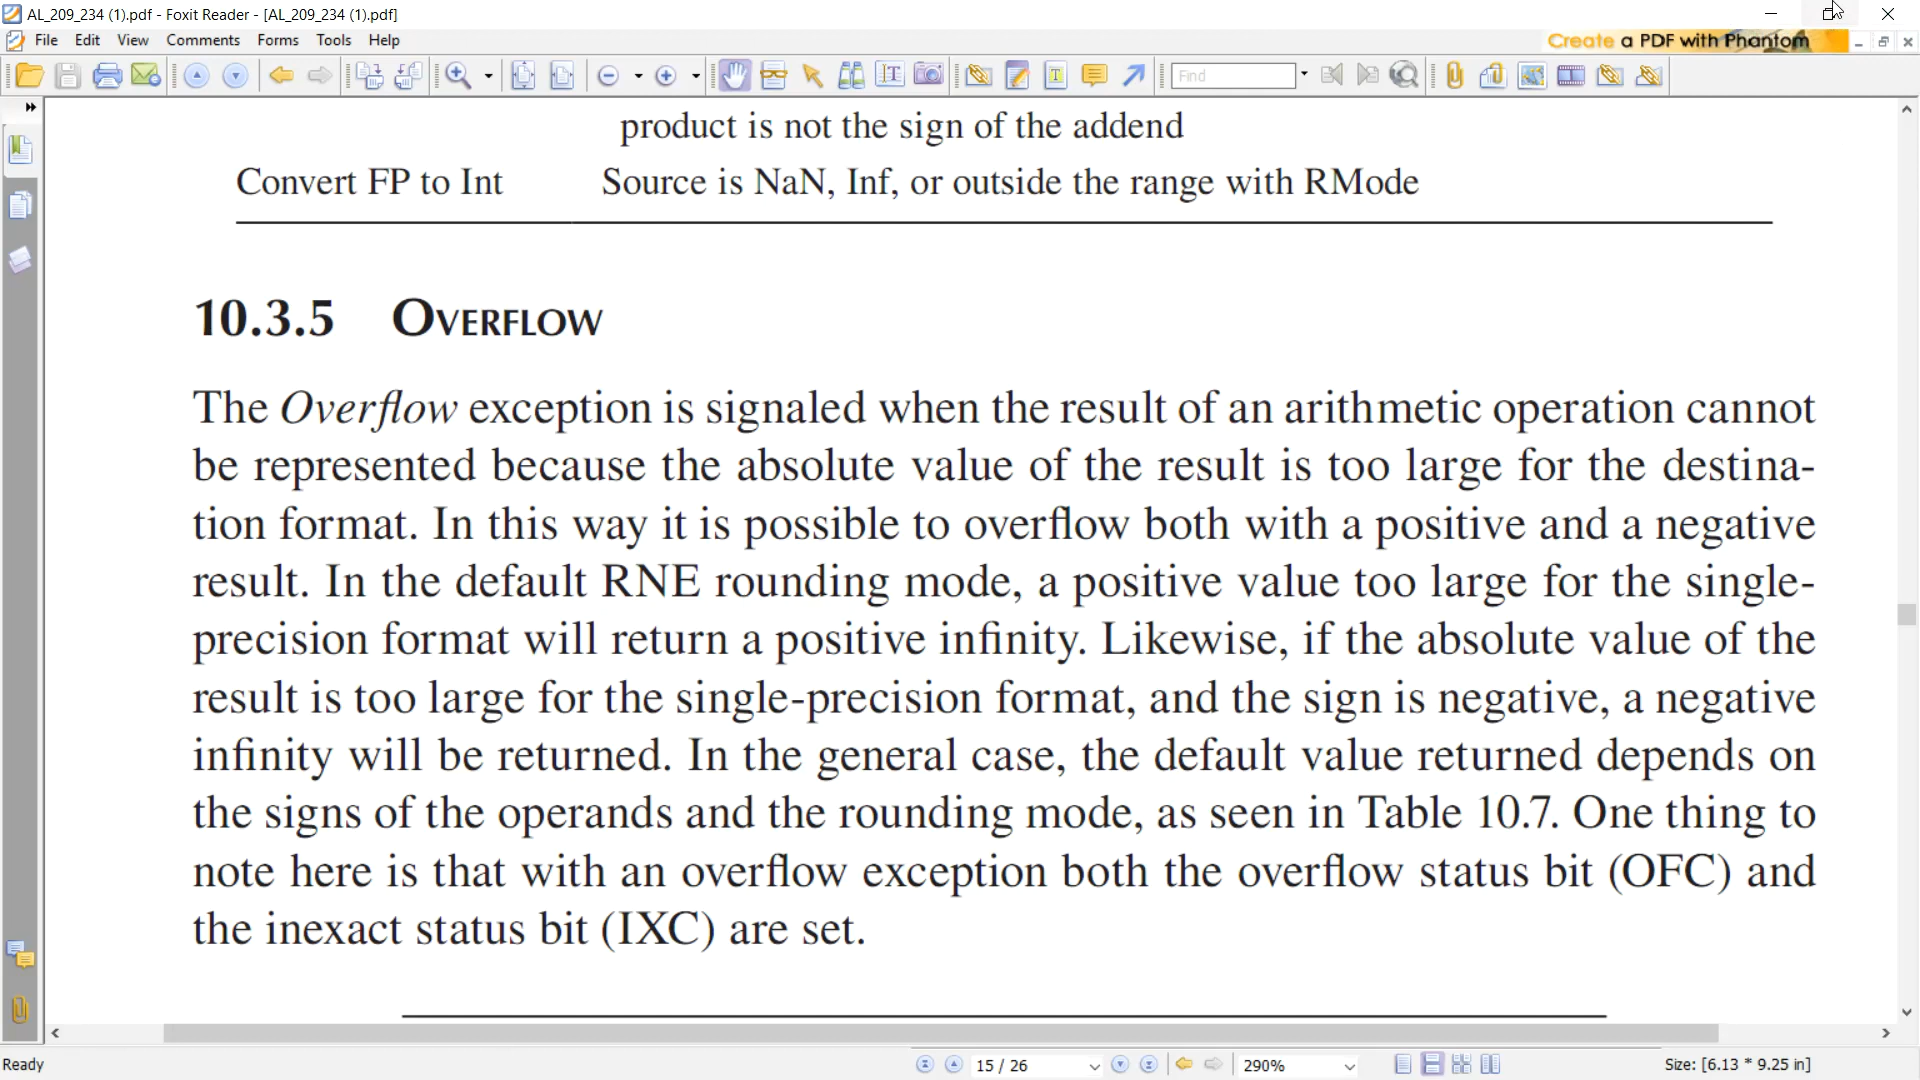 AL_209_234 (1).pdf - Foxit Reader - [AL_209_234 (1).pdf]
File Edit View Comments Forms Tools Help
Create a PDF with Phantom
Find
product is not the sign of the addend
Convert FP to Int Source is NaN, Inf, or outside the range with RMode
10.3.5 OVERFLOW
The Overflow exception is signaled when the result of an arithmetic operation cannot
be represented because the absolute value of the result is too large for the destina-
tion format. In this way it is possible to overflow both with a positive and a negative
result. In the default RNE rounding mode, a positive value too large for the single-
precision format will return a positive infinity. Likewise, if the absolute value of the
result is too large for the single-precision format, and the sign is negative, a negative
infinity will be returned. In the general case, the default value returned depends on
the signs of the operands and the rounding mode, as seen in Table 10.7. One thing to
note here is that with an overflow exception both the overflow status bit (OFC) and
the inexact status bit (IXC) are set.
Ready 15 / 26 290% Size: [6.13 * 9.25 in]